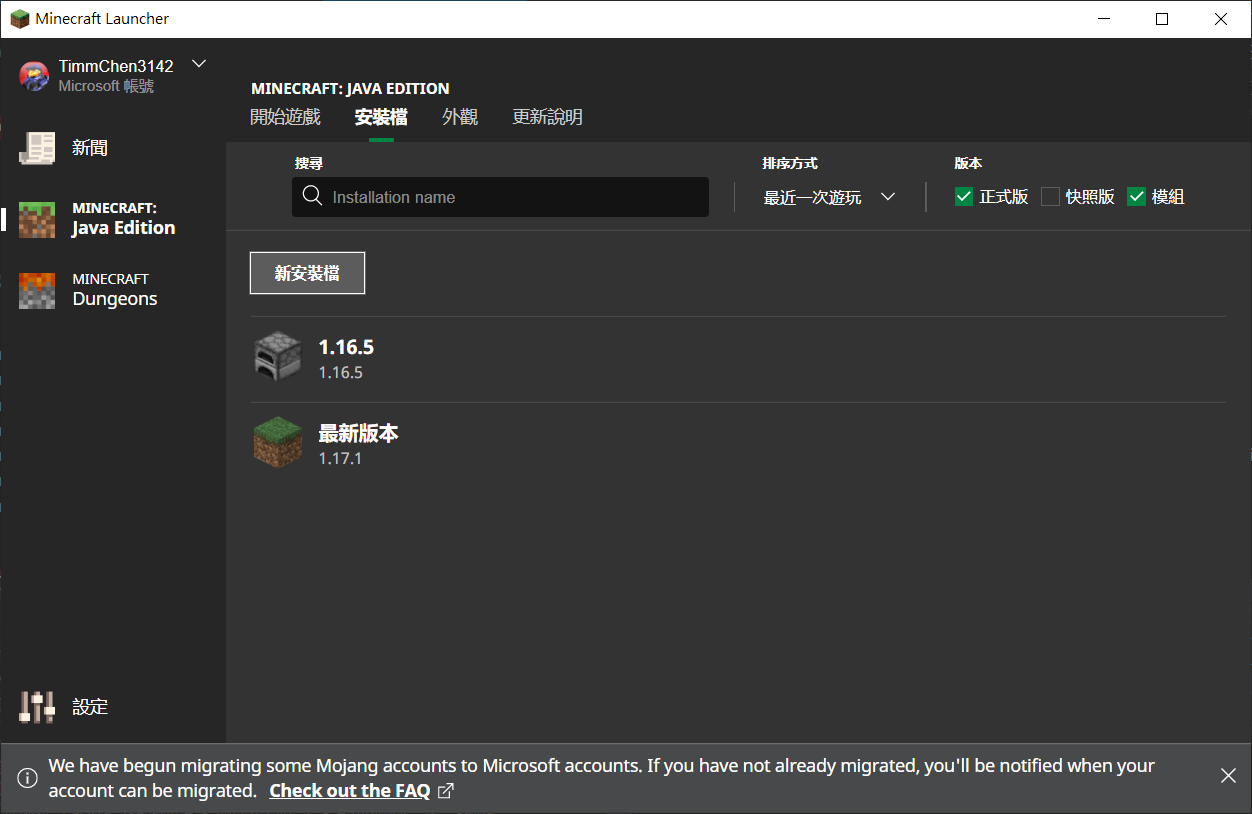 Minecraft Launcher
TimmChen3142
Microsoft 帳號
新聞
MINECRAFT:
Java Edition
MINECRAFT
Dungeons
設定
MINECRAFT: JAVA EDITION
開始遊戲 安裝檔 外觀 更新說明
搜尋 排序方式 版本
Installation name 最近一次遊玩 正式版 快照版 模組
新安裝檔
1.16.5
1.16.5
最新版本
1.17.1
We have begun migrating some Mojang accounts to Microsoft accounts. If you have not already migrated, you'll be notified when your
account can be migrated. Check out the FAQ